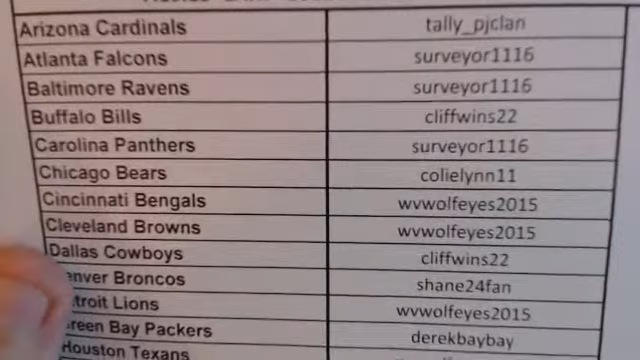 Arizona Cardinals tally_pjclan
Atlanta Falcons surveyor1116
Baltimore Ravens surveyor1116
Buffalo Bills cliffwins22
Carolina Panthers surveyor1116
Chicago Bears colielynn11
Cincinnati Bengals wvwolfeyes2015
Cleveland Browns wvwolfeyes2015
Dallas Cowboys cliffwins22
enver Broncos shane24fan
troit Lions wvwolfeyes2015
reen Bay Packers derekbaybay
Houston Texans